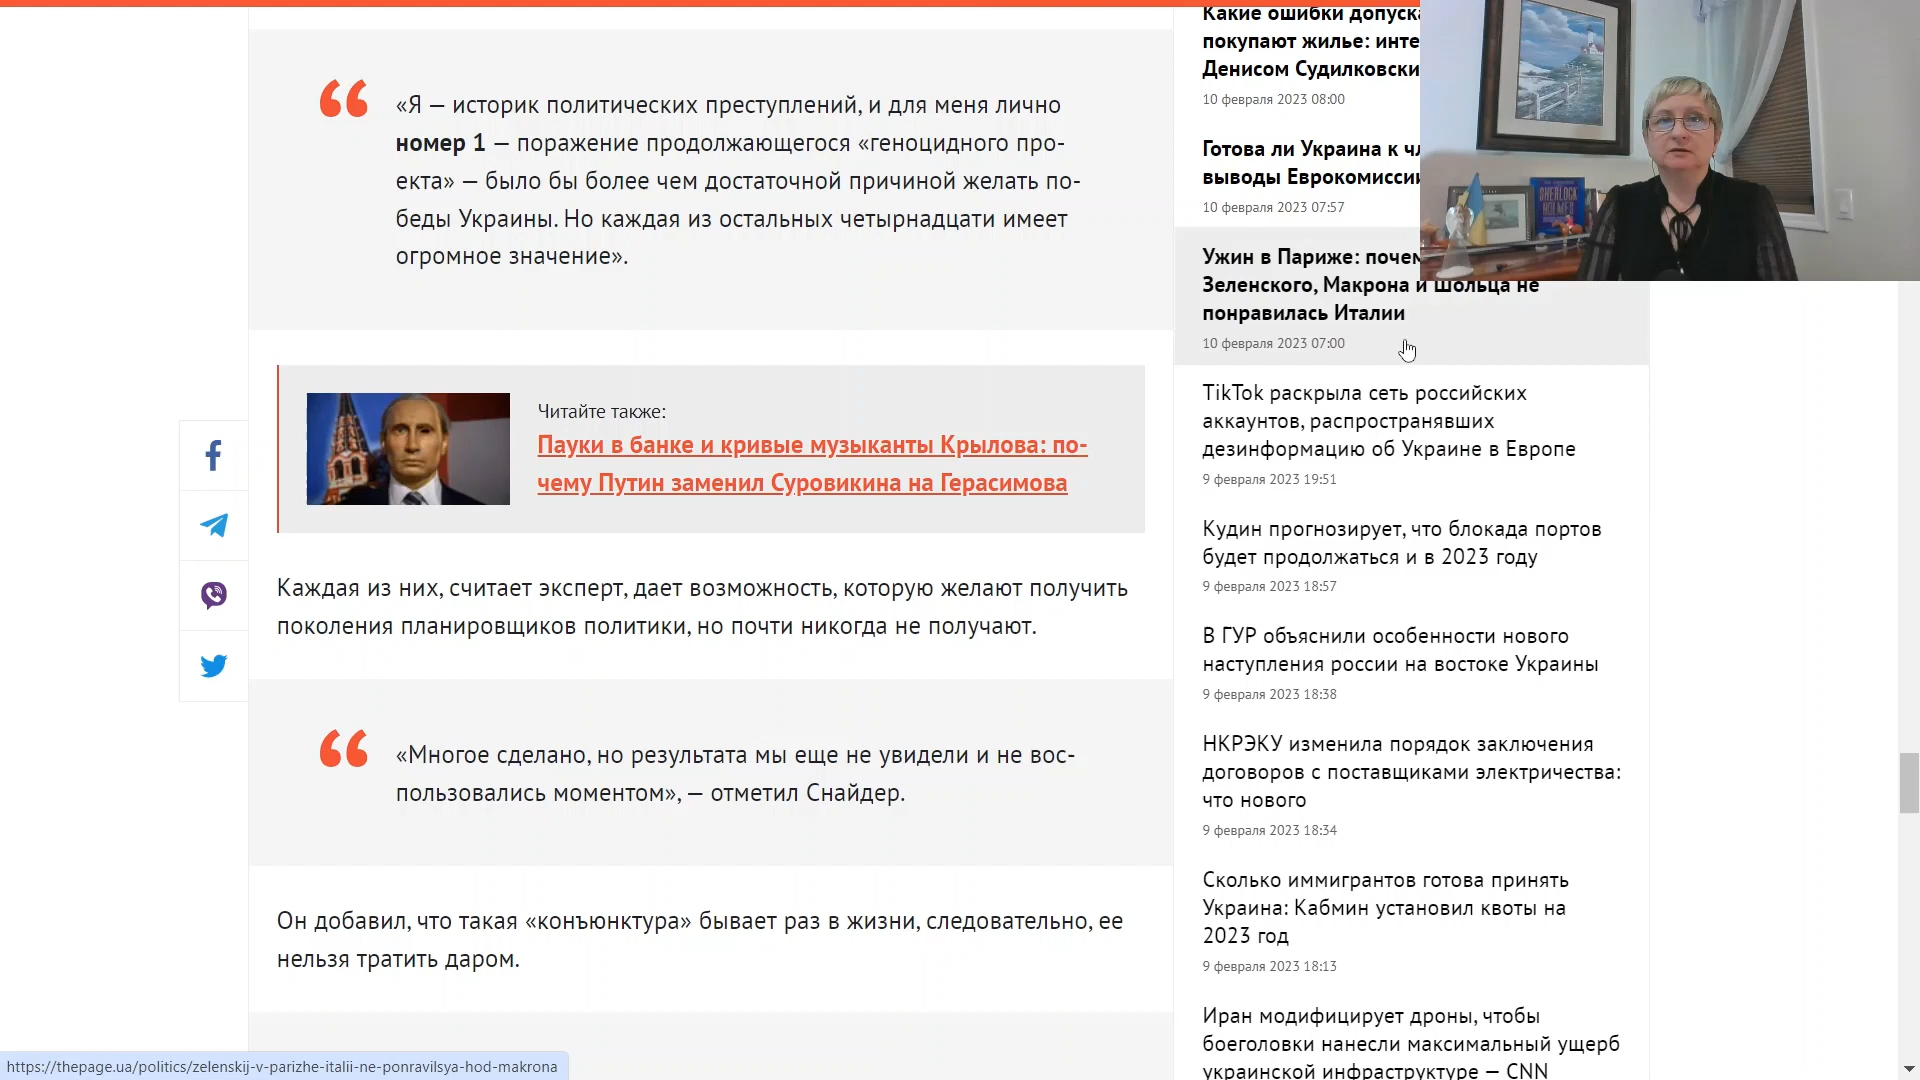 «Я — историк политических преступлений, и для меня лично
номер 1 — поражение продолжающегося «геноцидного про-
екта» — было бы более чем достаточной причиной желать по-
беды Украины. Но каждая из остальных четырнадцати имеет
огромное значение».
Читайте также:
Пауки в банке и кривые музыканты Крылова: по-
чему Путин заменил Суровикина на Герасимова
Каждая из них, считает эксперт, дает возможность, которую желают получить
поколения планировщиков политики, но почти никогда не получают.
«Многое сделано, но результата мы еще не увидели и не вос-
пользовались моментом», — отметил Снайдер.
Он добавил, что такая «конъюнктура» бывает раз в жизни, следовательно, ее
нельзя тратить даром.
Какие ошибки
покупают жилье:
Денисом
10 февраля 2023 08:00
Готова ли Украина к
выводы
10 февраля 2023 07:57
Ужин в Париже:
Зеленского, Макрона и Шольца не
понравилась Италии
10 февраля 2023 07:00
TikTok раскрыла сеть российских
аккаунтов, распространявших
дезинформацию об Украине в Европе
9 февраля 2023 19:51
Кудин прогнозирует, что блокада портов
будет продолжаться и в 2023 году
9 февраля 2023 18:57
В ГУР объяснили особенности нового
наступления россии на востоке Украины
9 февраля 2023 18:38
НКРЭКУ изменила порядок заключения
договоров с поставщиками электричества:
что нового
9 февраля 2023 18:34
Сколько иммигрантов готова принять
Украина: Кабмин установил квоты на
2023 год
9 февраля 2023 18:13
Иран модифицирует дроны, чтобы
боеголовки нанесли максимальный ущерб
украинской инфраструктуре — CNN
SHERLOCK
HOLMES
https://thepage.ua/politics/zelenskij-v-parizhe-italii-ne-ponravilsya-hod-makrona